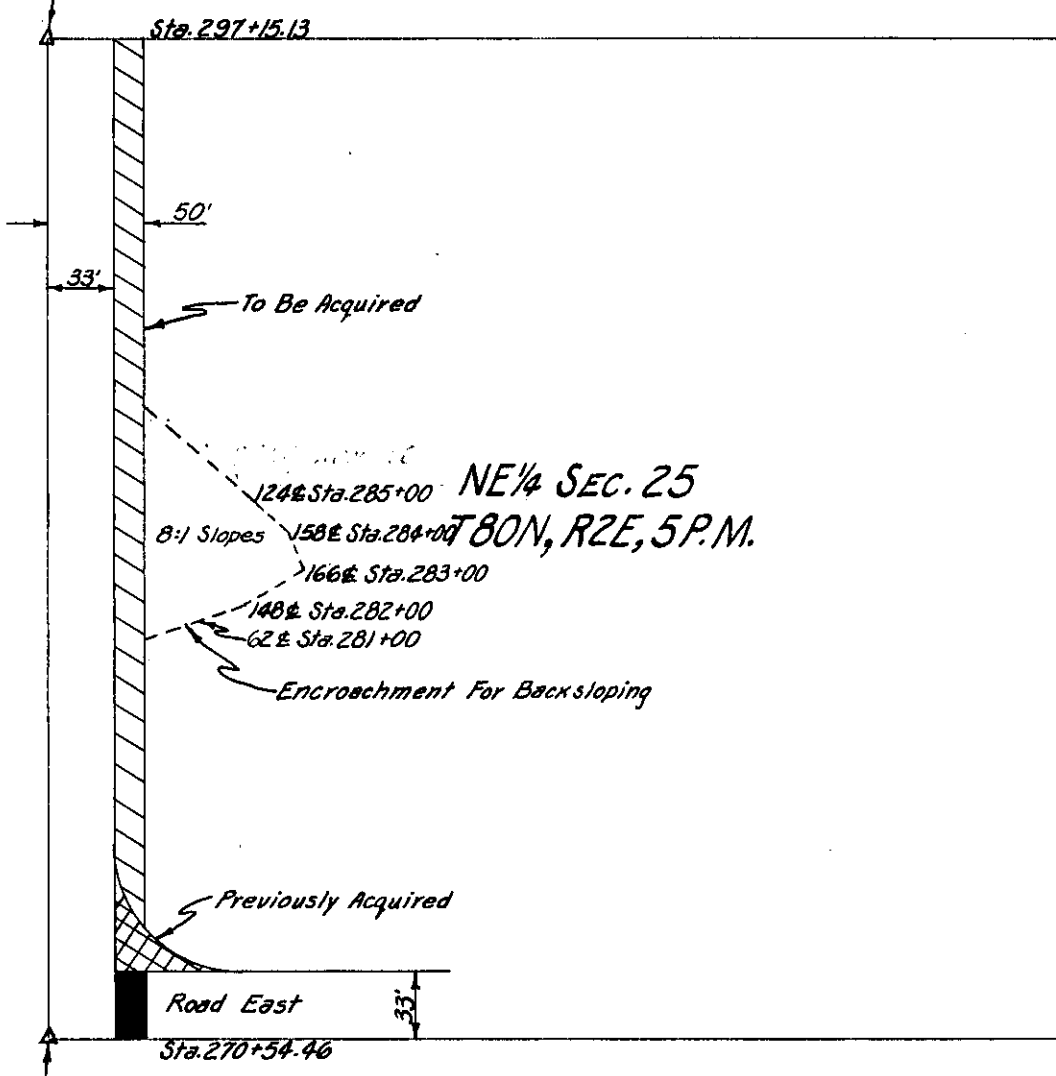 Sta. 297+15.13
50'
33'
To Be Acquired
124 ℄ Sta. 285+00
NE 1/4 SEC. 25
8:1 Slopes
158 ℄ Sta. 284+00
T80N, R2E, 5 P.M.
166 ℄ Sta. 283+00
148 ℄ Sta. 282+00
62 ℄ Sta. 281+00
Encroachment For Backsloping
Previously Acquired
Road East
33'
Sta. 270+54.46